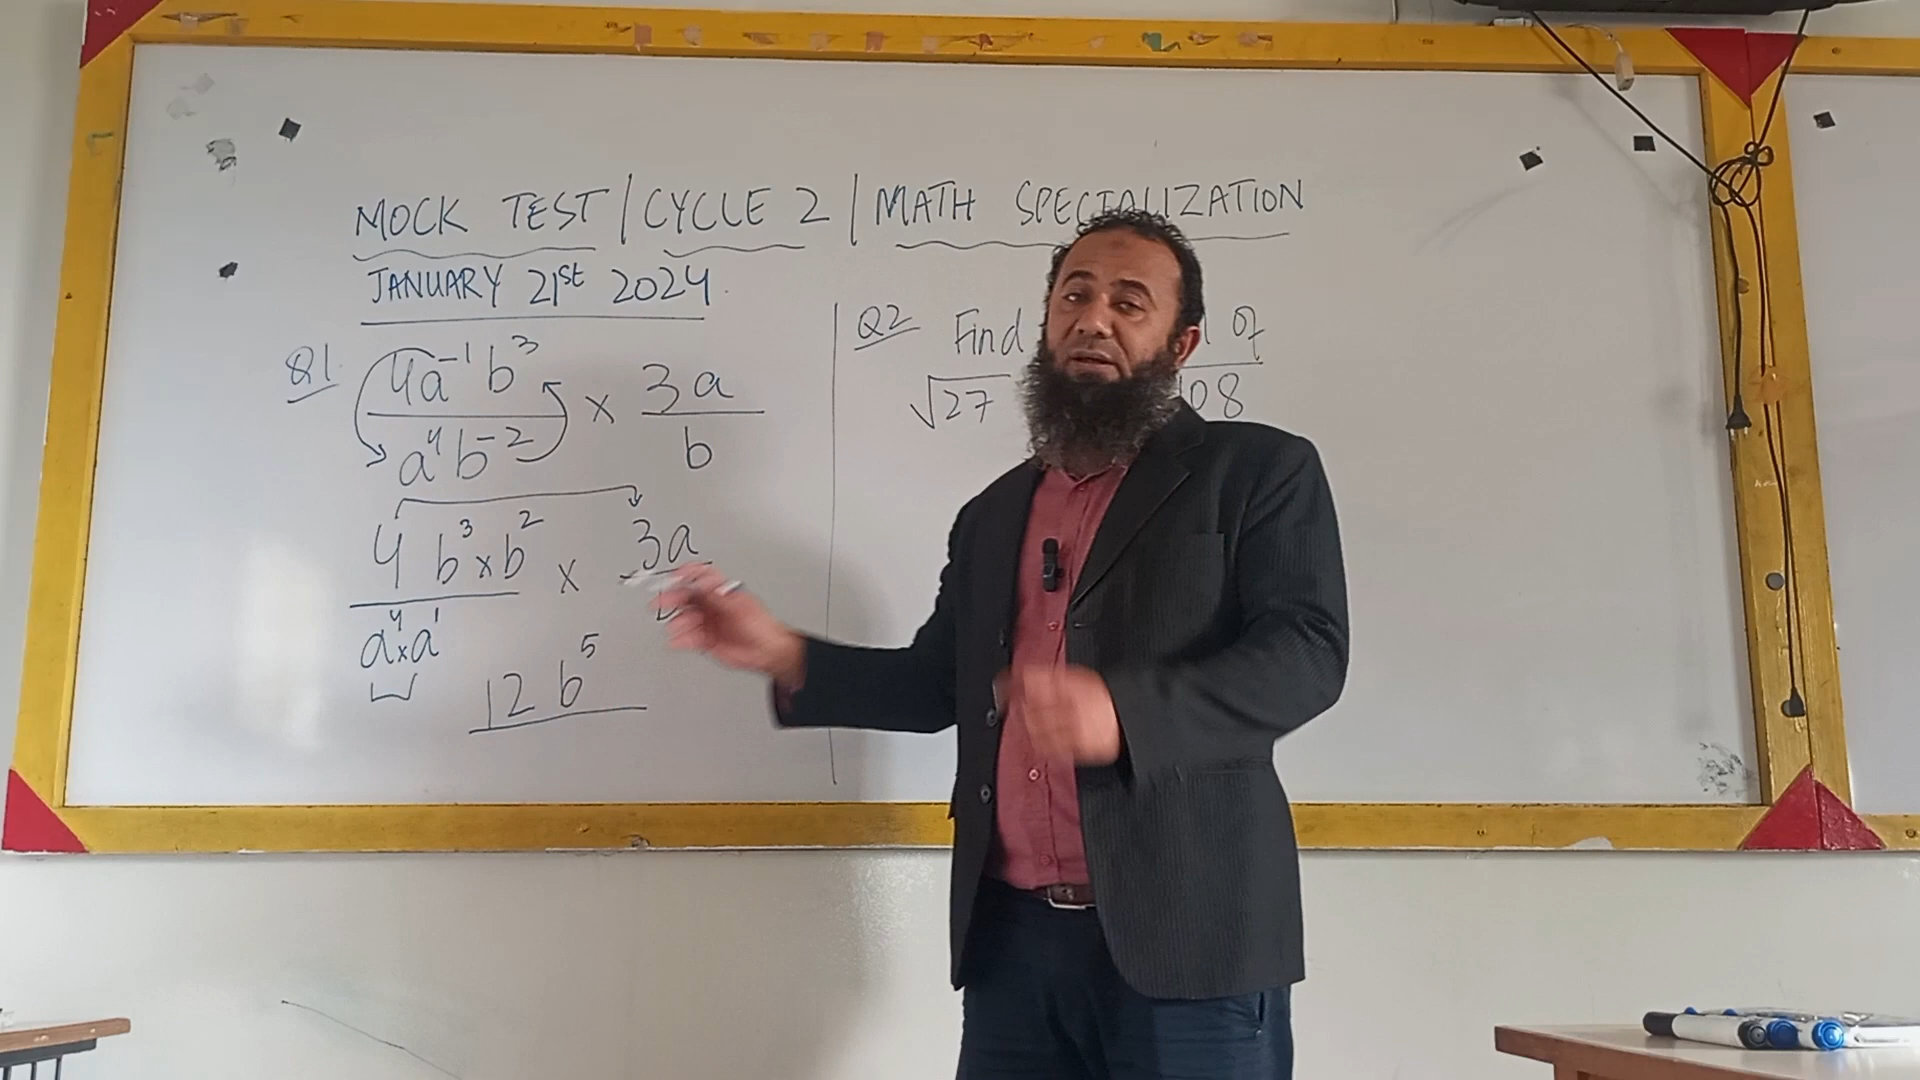 MOCK TEST | CYCLE 2 | MATH SPECIALIZATION
JANUARY 21st 2024.
Q1. 4a⁻¹b³ / a⁴b⁻² × 3a / b
4 b³×b² / a⁴×a¹ × 3a
12 b⁵
Q2 Find of
√27 08